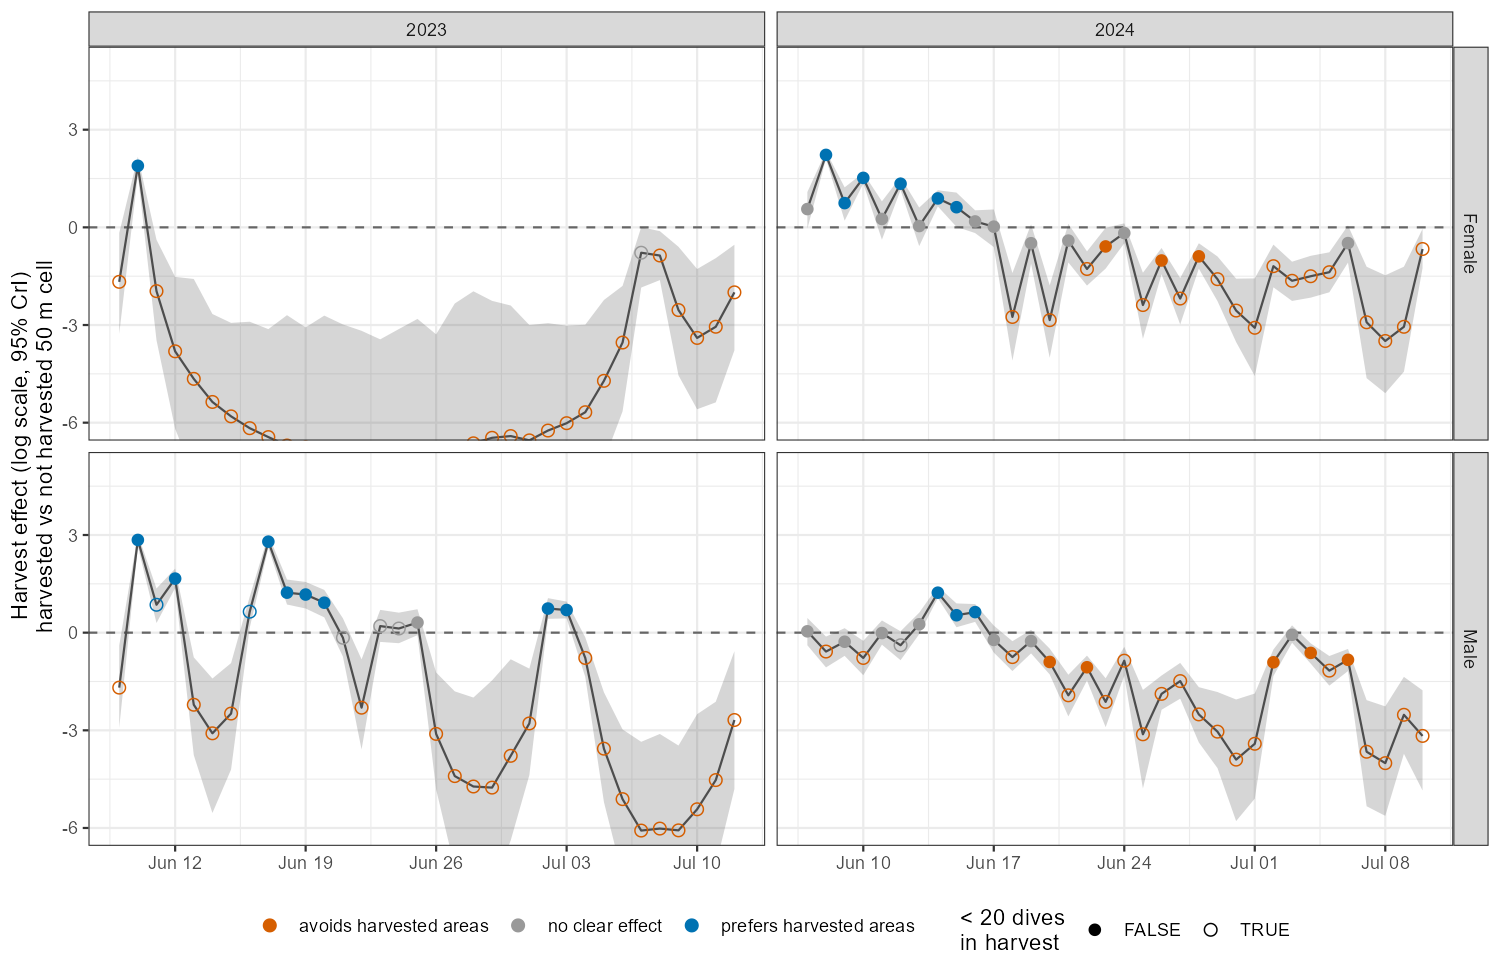 2023
2024
Harvest effect (log scale, 95% CrI)
harvested vs not harvested 50 m cell
3
0
-3
-6
Female
3
0
-3
-6
Male
Jun 12
Jun 19
Jun 26
Jul 03
Jul 10
Jun 10
Jun 17
Jun 24
Jul 01
Jul 08
avoids harvested areas
no clear effect
prefers harvested areas
< 20 dives
in harvest
FALSE
TRUE